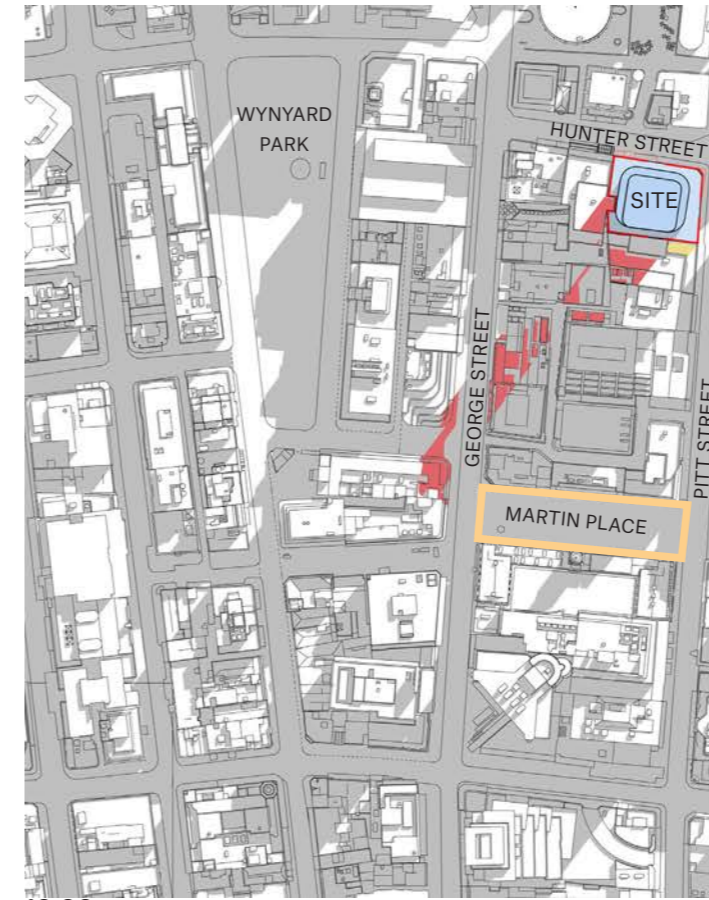 WYNYARD
PARK
HUNTER STREET
SITE
GEORGE STREET
PITT STREET
MARTIN PLACE